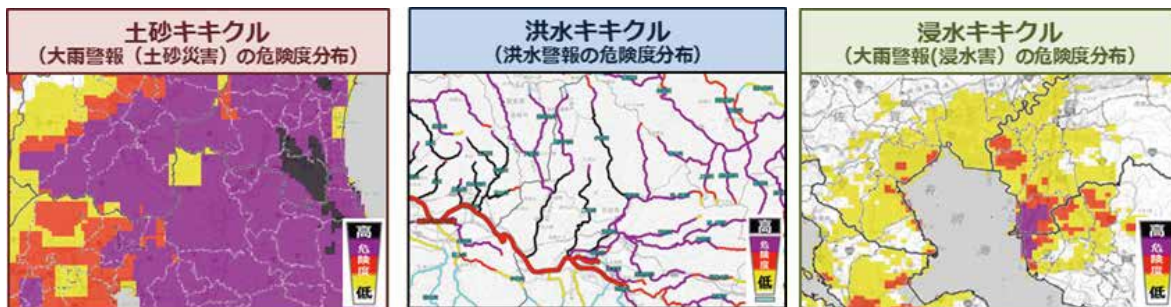 土砂キキクル
（大雨警報（土砂災害）の危険度分布）
高
危険度
低
洪水キキクル
（洪水警報の危険度分布）
高
危険度
低
浸水キキクル
（大雨警報(浸水害）の危険度分布）
高
危険度
低